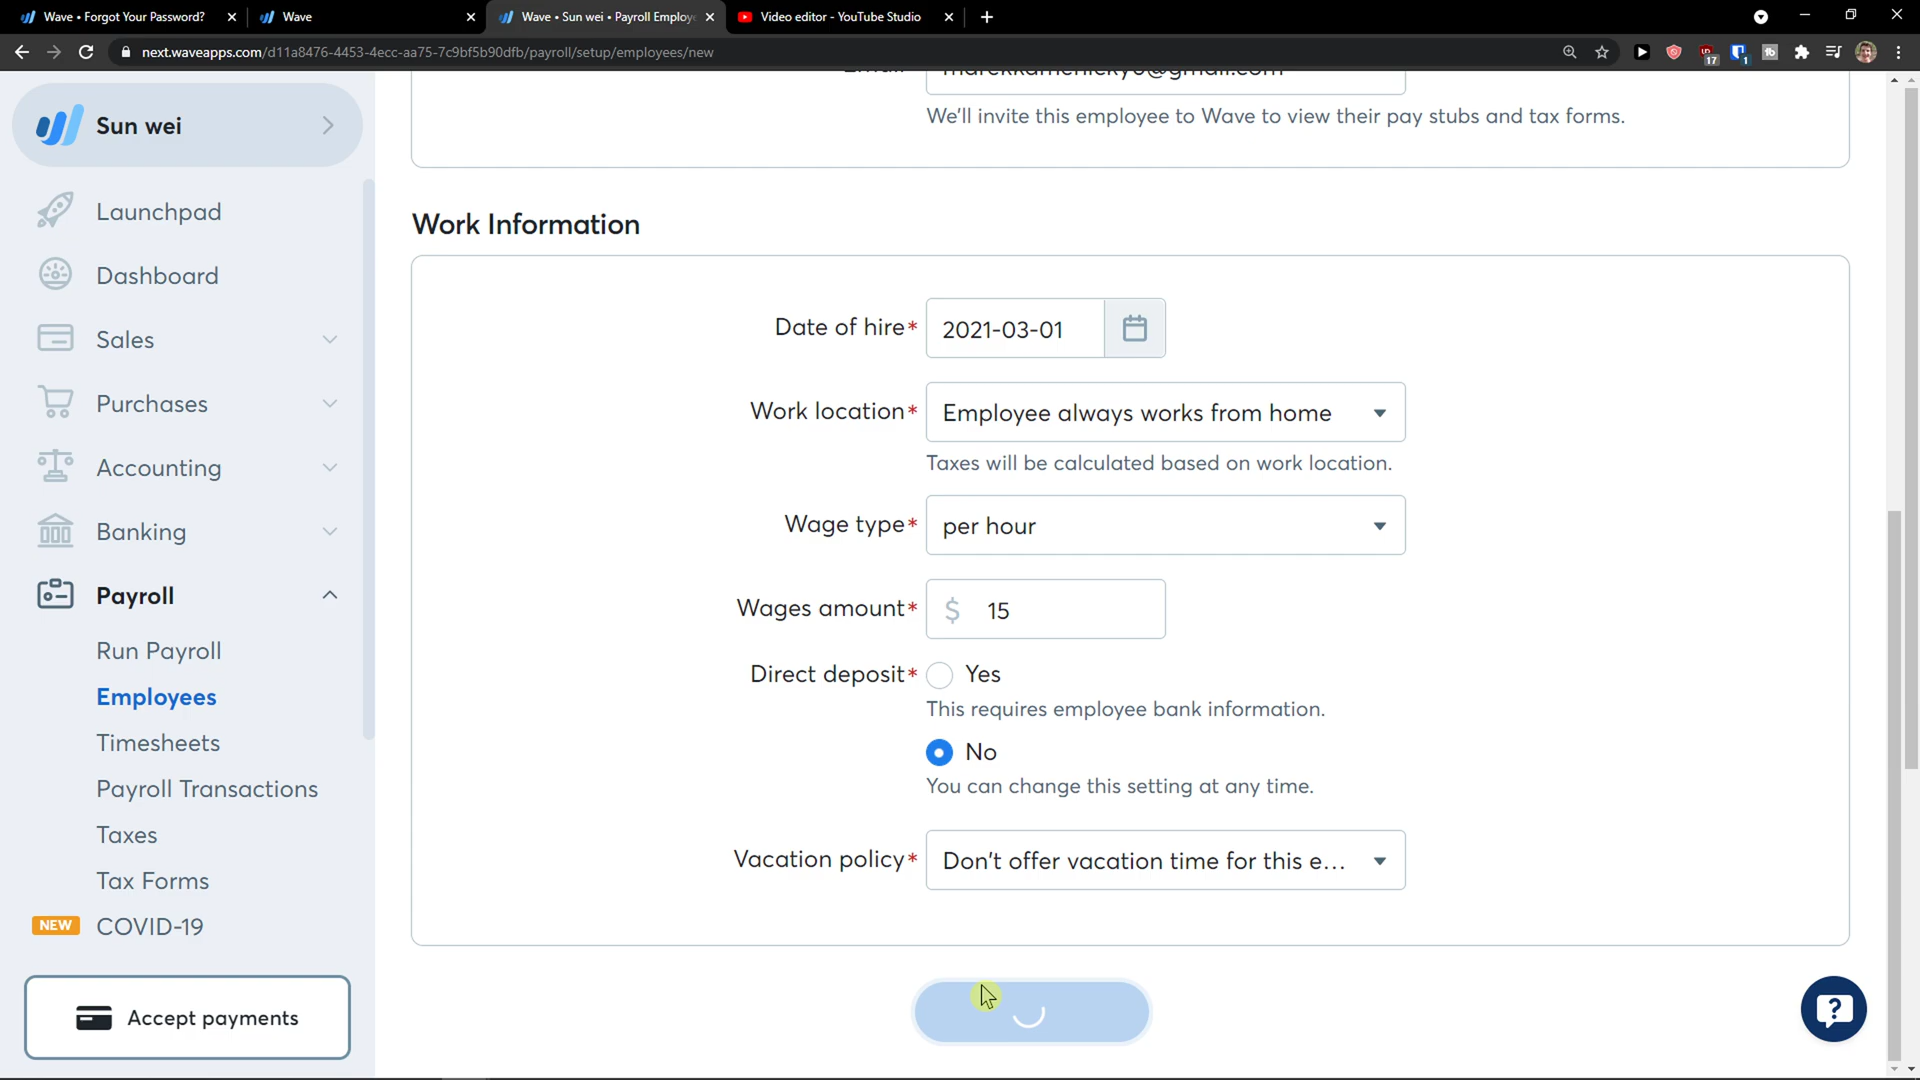 Wave • Forgot Your Password?
Wave
Wave • Sun wei • Payroll Employ
Video editor - YouTube Studio
next.waveapps.com/d11a8476-4453-4ecc-aa75-7c9bf5b90dfb/payroll/setup/employees/new
17
1
Sun wei
Launchpad
Dashboard
Sales
Purchases
Accounting
Banking
Payroll
Run Payroll
Employees
Timesheets
Payroll Transactions
Taxes
Tax Forms
NEW COVID-19
Accept payments
We'll invite this employee to Wave to view their pay stubs and tax forms.
Work Information
Date of hire* 2021-03-01
Work location* Employee always works from home
Taxes will be calculated based on work location.
Wage type* per hour
Wages amount* $ 15
Direct deposit* Yes
This requires employee bank information.
No
You can change this setting at any time.
Vacation policy* Don't offer vacation time for this e...
?